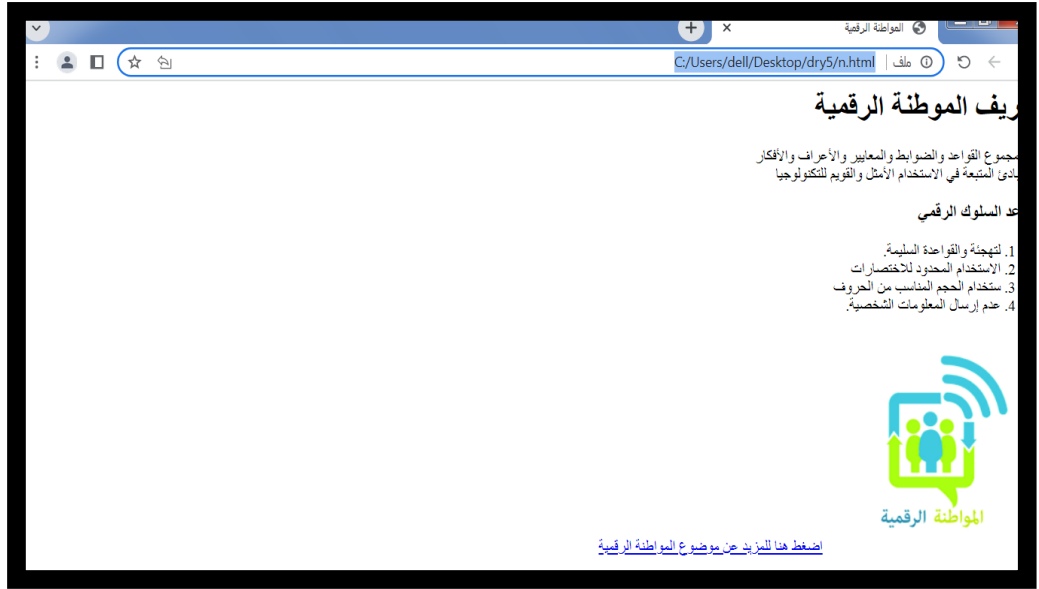 المواطنة الرقمية
ملف
C:/Users/dell/Desktop/dry5/n.html
ريف الموطنة الرقمية
مجموع القواعد والضوابط والمعايير والأعراف والأفكار
بادئ المتبعة في الاستخدام الأمثل والقويم للتكنولوجيا
عد السلوك الرقمي
1. لتهجئة والقواعدة السليمة.
2. الاستخدام المحدود للاختصارات
3. ستخدام الحجم المناسب من الحروف
4. عدم إرسال المعلومات الشخصية.
المواطنة الرقمية
اضغط هنا للمزيد عن موضوع المواطنة الرقمية